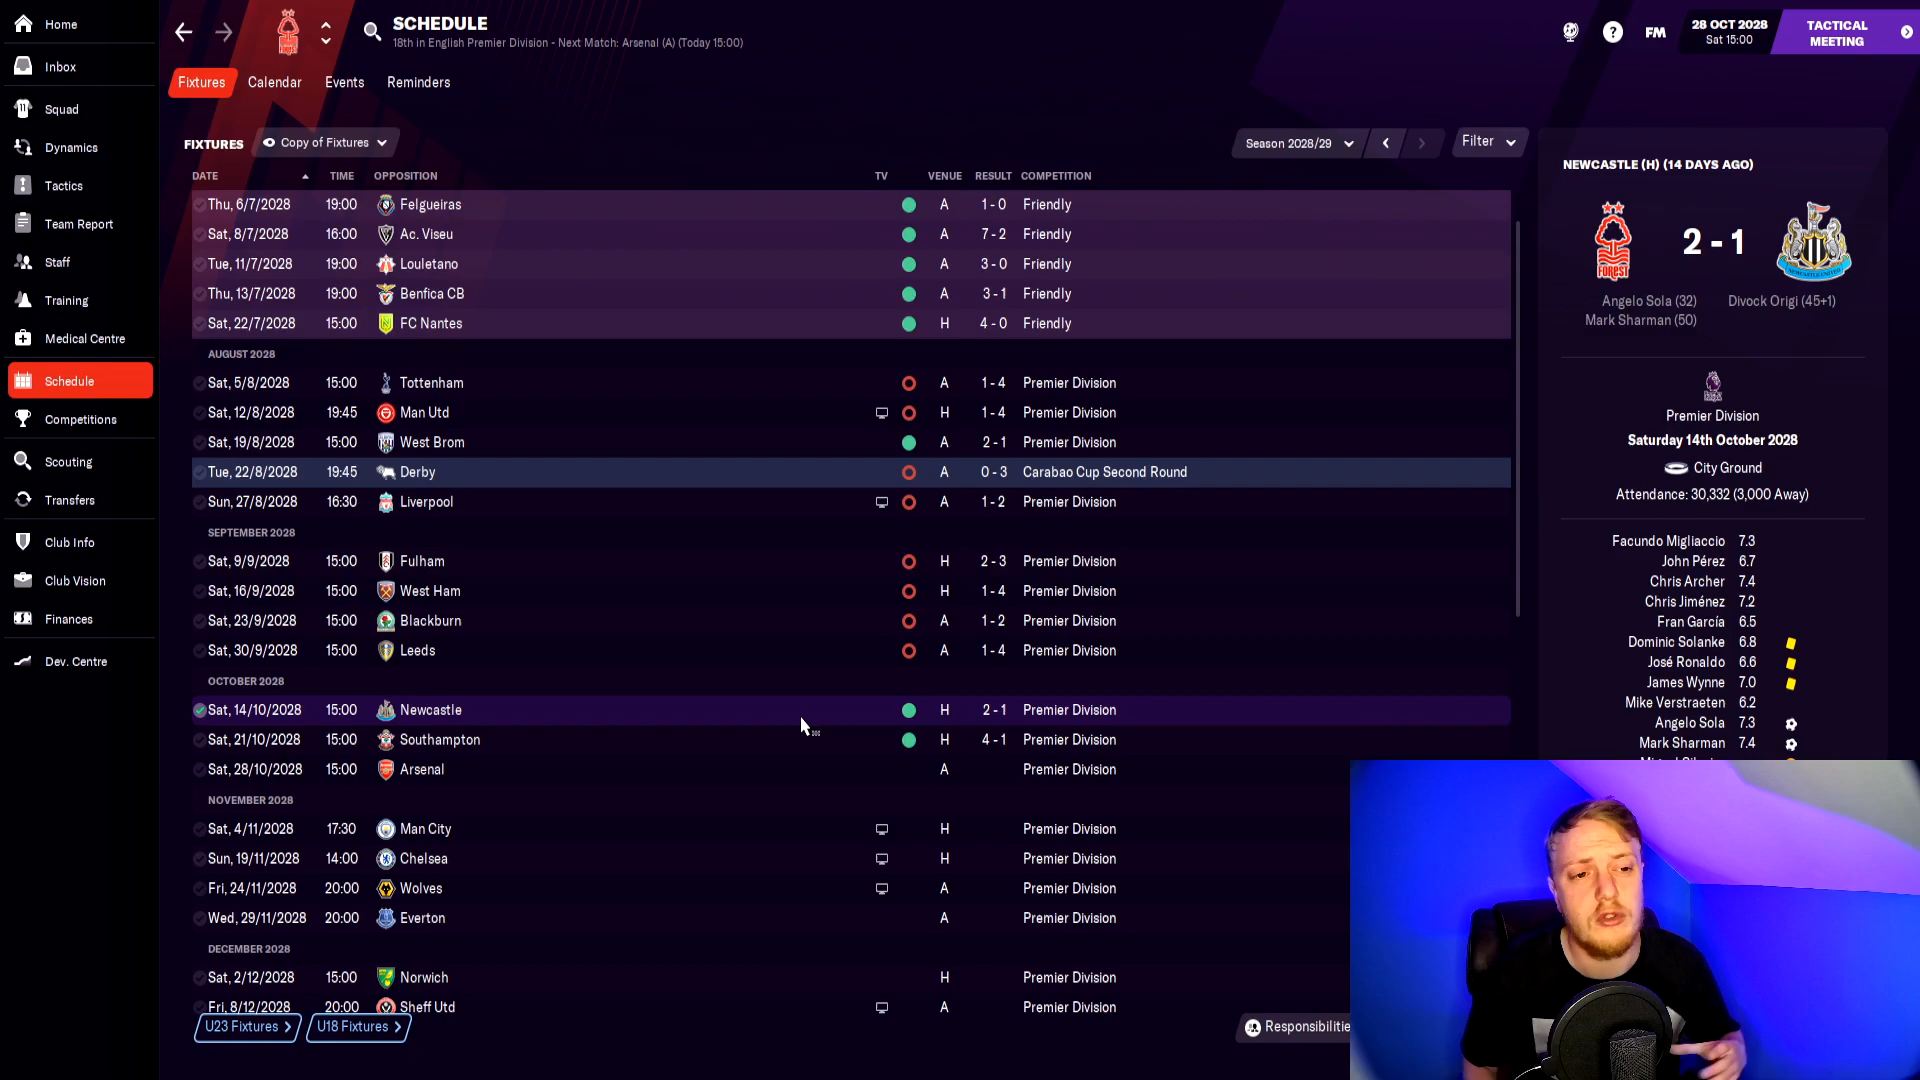 Home
Inbox
Squad
Dynamics
Tactics
Team Report
Staff
Training
Medical Centre
Schedule
Competitions
Scouting
Transfers
Club Info
Club Vision
Finances
Dev. Centre
FOREST
SCHEDULE
18th in English Premier Division - Next Match: Arsenal (A) (Today 15:00)
?
FM
28 OCT 2028
Sat 15:00
TACTICAL
MEETING
Fixtures Calendar Events Reminders
FIXTURES Copy of Fixtures Season 2028/29 Filter
DATE TIME OPPOSITION TV VENUE RESULT COMPETITION
Thu, 6/7/2028 19:00 Felgueiras A 1 - 0 Friendly
Sat, 8/7/2028 16:00 Ac. Viseu A 7 - 2 Friendly
Tue, 11/7/2028 19:00 Louletano A 3 - 0 Friendly
Thu, 13/7/2028 19:00 Benfica CB A 3 - 1 Friendly
Sat, 22/7/2028 15:00 FC Nantes H 4 - 0 Friendly
AUGUST 2028
Sat, 5/8/2028 15:00 Tottenham A 1 - 4 Premier Division
Sat, 12/8/2028 19:45 Man Utd H 1 - 4 Premier Division
Sat, 19/8/2028 15:00 West Brom A 2 - 1 Premier Division
Tue, 22/8/2028 19:45 Derby A 0 - 3 Carabao Cup Second Round
Sun, 27/8/2028 16:30 Liverpool A 1 - 2 Premier Division
SEPTEMBER 2028
Sat, 9/9/2028 15:00 Fulham H 2 - 3 Premier Division
Sat, 16/9/2028 15:00 West Ham H 1 - 4 Premier Division
Sat, 23/9/2028 15:00 Blackburn A 1 - 2 Premier Division
Sat, 30/9/2028 15:00 Leeds A 1 - 4 Premier Division
OCTOBER 2028
Sat, 14/10/2028 15:00 Newcastle H 2 - 1 Premier Division
Sat, 21/10/2028 15:00 Southampton H 4 - 1 Premier Division
Sat, 28/10/2028 15:00 Arsenal A Premier Division
NOVEMBER 2028
Sat, 4/11/2028 17:30 Man City H Premier Division
Sun, 19/11/2028 14:00 Chelsea H Premier Division
Fri, 24/11/2028 20:00 Wolves A Premier Division
Wed, 29/11/2028 20:00 Everton A Premier Division
DECEMBER 2028
Sat, 2/12/2028 15:00 Norwich H Premier Division
Fri, 8/12/2028 20:00 Sheff Utd A Premier Division
U23 Fixtures U18 Fixtures
Responsibilitie
NEWCASTLE (H) (14 DAYS AGO)
FOREST
2 - 1
Angelo Sola (32) Divock Origi (45+1)
Mark Sharman (50)
Premier Division
Saturday 14th October 2028
City Ground
Attendance: 30,332 (3,000 Away)
Facundo Migliaccio 7.3
John Pérez 6.7
Chris Archer 7.4
Chris Jiménez 7.2
Fran García 6.5
Dominic Solanke 6.8
José Ronaldo 6.6
James Wynne 7.0
Mike Verstraeten 6.2
Angelo Sola 7.3
Mark Sharman 7.4